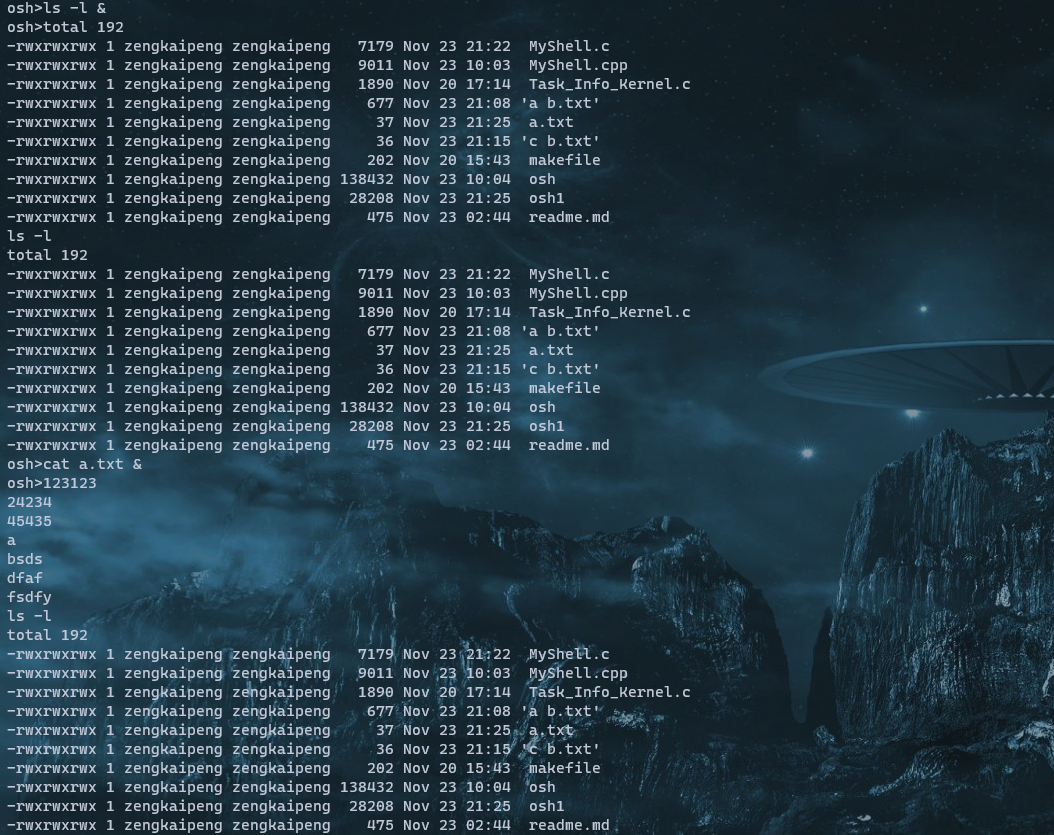 osh>ls -l &
osh>total 192
-rwxrwxrwx 1 zengkaipeng zengkaipeng   7179 Nov 23 21:22  MyShell.c
-rwxrwxrwx 1 zengkaipeng zengkaipeng   9011 Nov 23 10:03  MyShell.cpp
-rwxrwxrwx 1 zengkaipeng zengkaipeng   1890 Nov 20 17:14  Task_Info_Kernel.c
-rwxrwxrwx 1 zengkaipeng zengkaipeng    677 Nov 23 21:08 'a b.txt'
-rwxrwxrwx 1 zengkaipeng zengkaipeng     37 Nov 23 21:25  a.txt
-rwxrwxrwx 1 zengkaipeng zengkaipeng     36 Nov 23 21:15 'c b.txt'
-rwxrwxrwx 1 zengkaipeng zengkaipeng    202 Nov 20 15:43  makefile
-rwxrwxrwx 1 zengkaipeng zengkaipeng 138432 Nov 23 10:04  osh
-rwxrwxrwx 1 zengkaipeng zengkaipeng  28208 Nov 23 21:25  osh1
-rwxrwxrwx 1 zengkaipeng zengkaipeng    475 Nov 23 02:44  readme.md
ls -l
total 192
-rwxrwxrwx 1 zengkaipeng zengkaipeng   7179 Nov 23 21:22  MyShell.c
-rwxrwxrwx 1 zengkaipeng zengkaipeng   9011 Nov 23 10:03  MyShell.cpp
-rwxrwxrwx 1 zengkaipeng zengkaipeng   1890 Nov 20 17:14  Task_Info_Kernel.c
-rwxrwxrwx 1 zengkaipeng zengkaipeng    677 Nov 23 21:08 'a b.txt'
-rwxrwxrwx 1 zengkaipeng zengkaipeng     37 Nov 23 21:25  a.txt
-rwxrwxrwx 1 zengkaipeng zengkaipeng     36 Nov 23 21:15 'c b.txt'
-rwxrwxrwx 1 zengkaipeng zengkaipeng    202 Nov 20 15:43  makefile
-rwxrwxrwx 1 zengkaipeng zengkaipeng 138432 Nov 23 10:04  osh
-rwxrwxrwx 1 zengkaipeng zengkaipeng  28208 Nov 23 21:25  osh1
-rwxrwxrwx 1 zengkaipeng zengkaipeng    475 Nov 23 02:44  readme.md
osh>cat a.txt &
osh>123123
24234
45435
a
bsds
dfaf
fsdfy
ls -l
total 192
-rwxrwxrwx 1 zengkaipeng zengkaipeng   7179 Nov 23 21:22  MyShell.c
-rwxrwxrwx 1 zengkaipeng zengkaipeng   9011 Nov 23 10:03  MyShell.cpp
-rwxrwxrwx 1 zengkaipeng zengkaipeng   1890 Nov 20 17:14  Task_Info_Kernel.c
-rwxrwxrwx 1 zengkaipeng zengkaipeng    677 Nov 23 21:08 'a b.txt'
-rwxrwxrwx 1 zengkaipeng zengkaipeng     37 Nov 23 21:25  a.txt
-rwxrwxrwx 1 zengkaipeng zengkaipeng     36 Nov 23 21:15 'c b.txt'
-rwxrwxrwx 1 zengkaipeng zengkaipeng    202 Nov 20 15:43  makefile
-rwxrwxrwx 1 zengkaipeng zengkaipeng 138432 Nov 23 10:04  osh
-rwxrwxrwx 1 zengkaipeng zengkaipeng  28208 Nov 23 21:25  osh1
-rwxrwxrwx 1 zengkaipeng zengkaipeng    475 Nov 23 02:44  readme.md